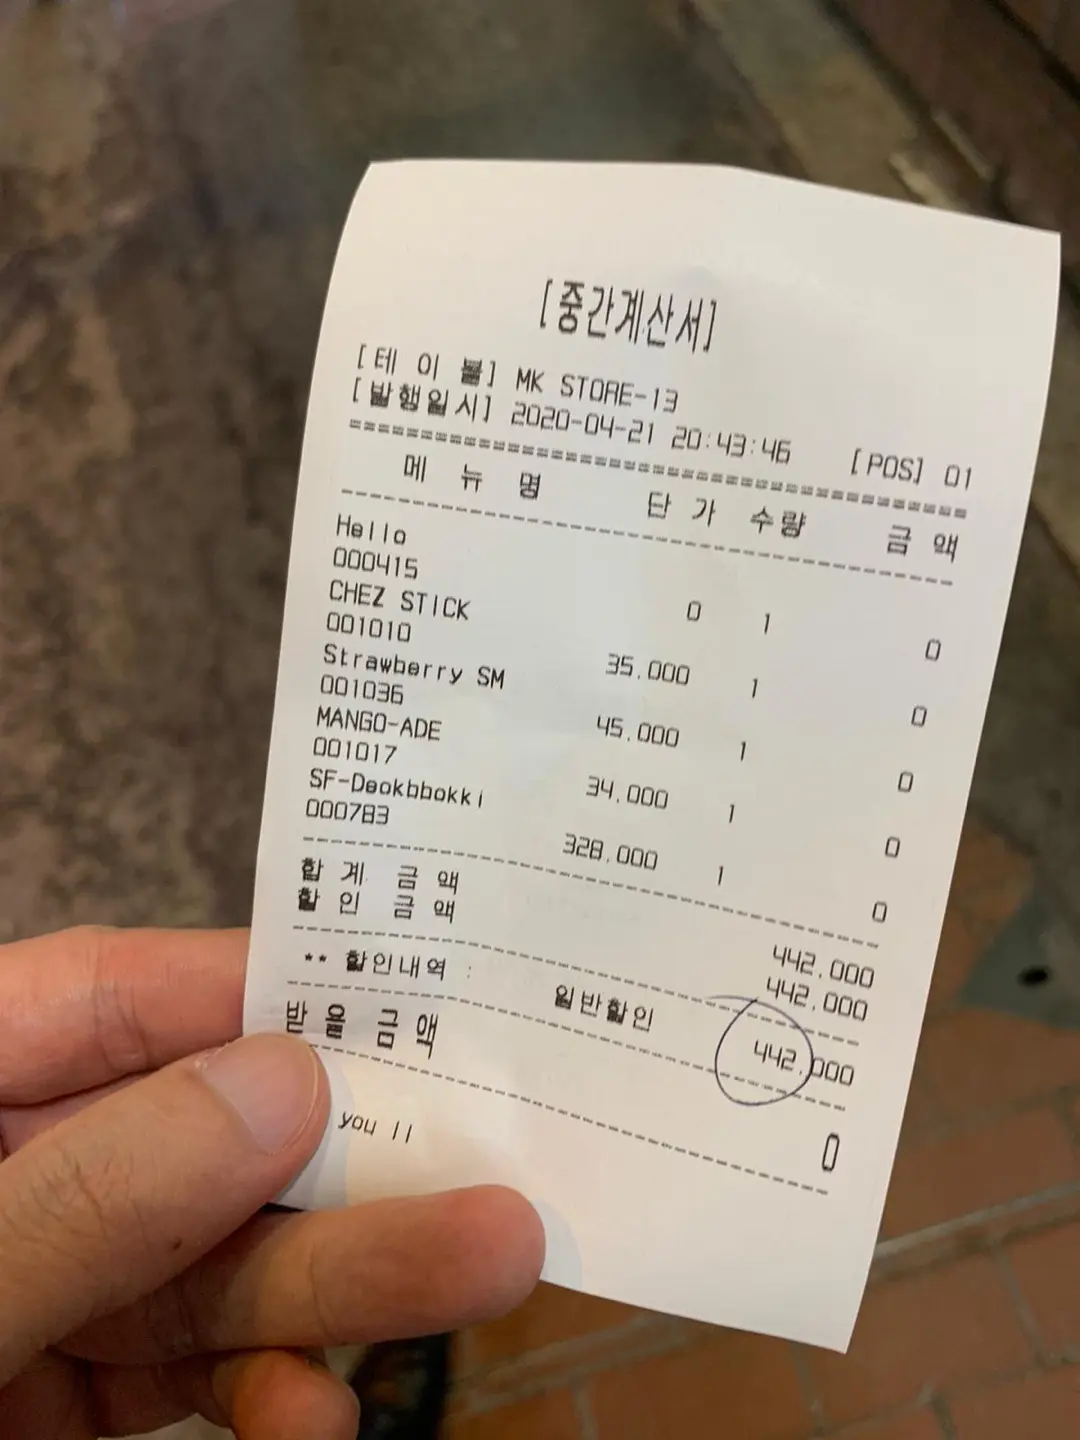 [중간계산서]
[테 이 블] MK STORE-13
[발행일시] 2020-04-21 20:43:46 [POS] 01
메 뉴 명 단 가 수량 금 액
Hello
000415 0 1 0
CHEZ STICK
001010 35,000 1 0
Strawberry SM
001036 45,000 1 0
MANGO-ADE
001017 34,000 1 0
SF-Deokbbokki
000783 328,000 1 0
합 계 금 액 442,000
할 인 금 액 442,000
** 할인내역 : 일반할인 442,000
받 을 금 액 0
you 11